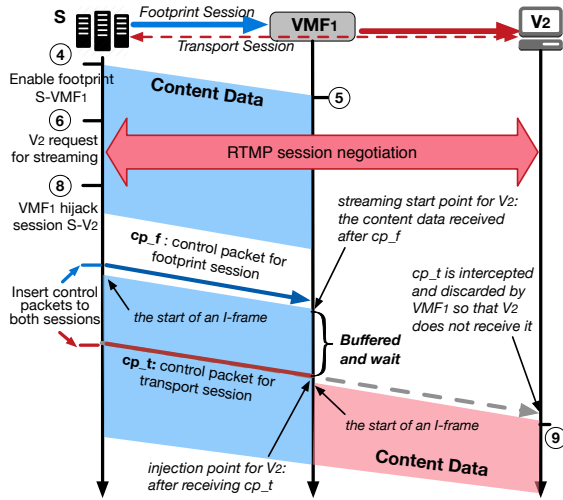 Footprint Session
S
VMF1
V2
Transport Session
4
Enable footprint
S-VMF1
Content Data
5
6
V2 request
for streaming
RTMP session negotiation
8
VMF1 hijack
session S-V2
streaming start point for V2:
the content data received
after cp_f
cp_f : control packet for
footprint session
cp_t is intercepted
and discarded by
VMF1 so that V2
does not receive it
Insert control
packets to
both sessions
the start of an I-frame
Buffered
and wait
cp_t: control packet for
transport session
the start of an I-frame
9
injection point for V2:
after receiving cp_t
Content Data